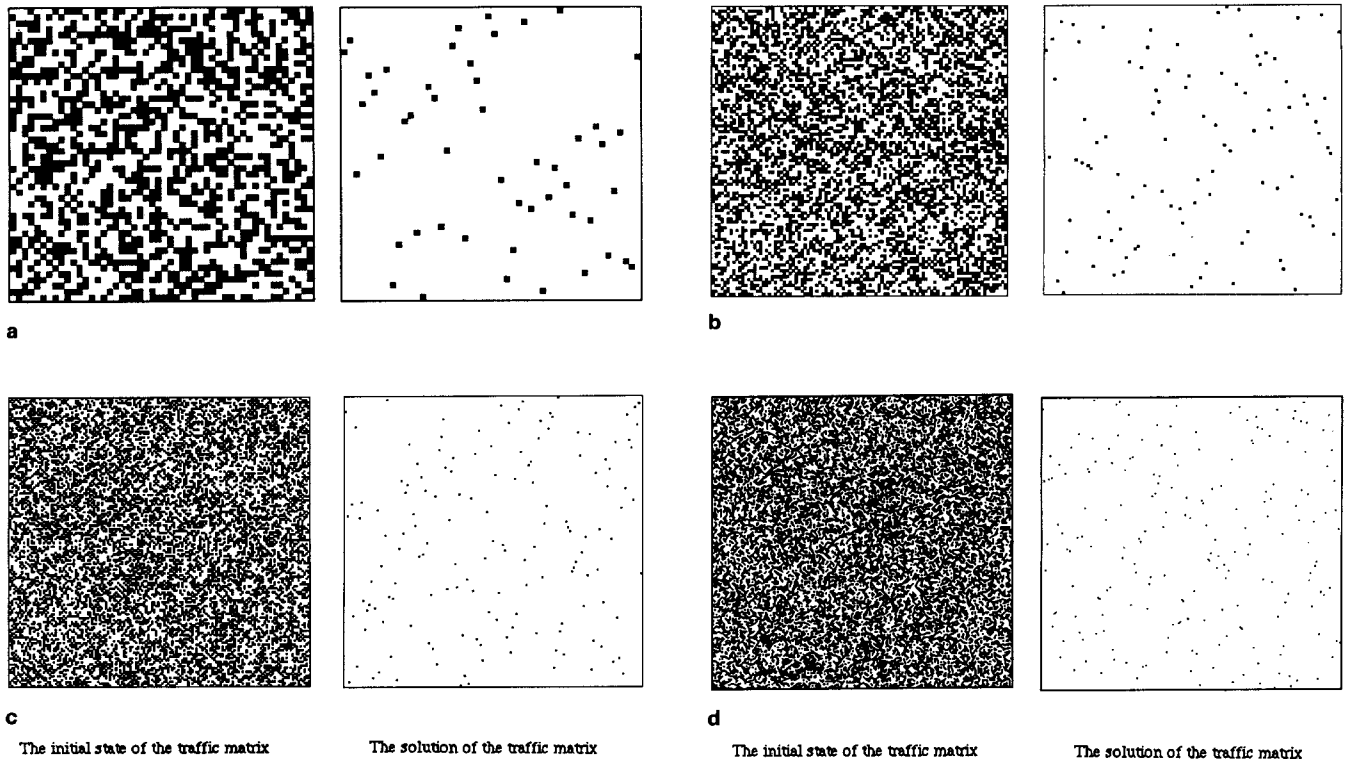 a
b
c
d
The initial state of the traffic matrix
The solution of the traffic matrix
The initial state of the traffic matrix
The solution of the traffic matrix